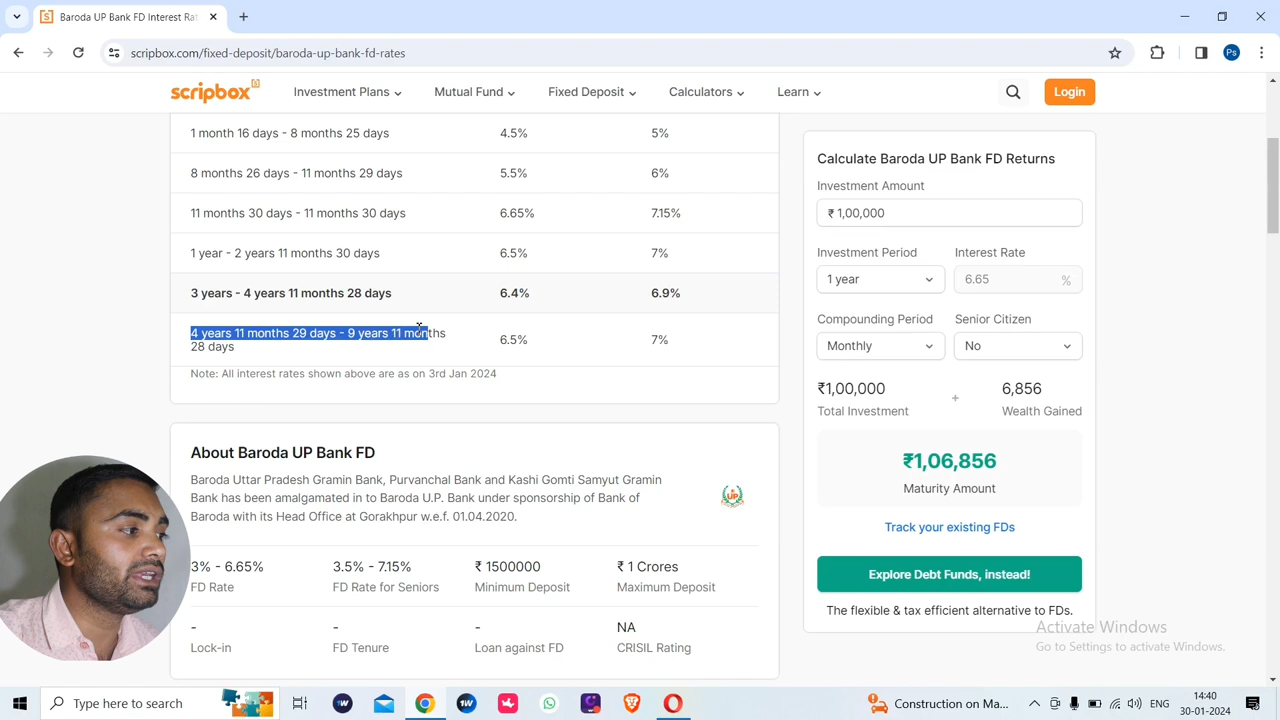 Baroda UP Bank FD Interest Rat
scripbox.com/fixed-deposit/baroda-up-bank-fd-rates
Ps
scripbox
Investment Plans
Mutual Fund
Fixed Deposit
Calculators
Learn
Login
1 month 16 days - 8 months 25 days 4.5% 5%
8 months 26 days - 11 months 29 days 5.5% 6%
11 months 30 days - 11 months 30 days 6.65% 7.15%
1 year - 2 years 11 months 30 days 6.5% 7%
3 years - 4 years 11 months 28 days 6.4% 6.9%
4 years 11 months 29 days - 9 years 11 months
28 days 6.5% 7%
Note: All interest rates shown above are as on 3rd Jan 2024
About Baroda UP Bank FD
Baroda Uttar Pradesh Gramin Bank, Purvanchal Bank and Kashi Gomti Samyut Gramin
Bank has been amalgamated in to Baroda U.P. Bank under sponsorship of Bank of
Baroda with its Head Office at Gorakhpur w.e.f. 01.04.2020.
UP
3% - 6.65% 3.5% - 7.15% ₹ 1500000 ₹ 1 Crores
FD Rate FD Rate for Seniors Minimum Deposit Maximum Deposit
- - - NA
Lock-in FD Tenure Loan against FD CRISIL Rating
Calculate Baroda UP Bank FD Returns
Investment Amount
₹ 1,00,000
Investment Period Interest Rate
1 year 6.65 %
Compounding Period Senior Citizen
Monthly No
₹1,00,000 + 6,856
Total Investment Wealth Gained
₹1,06,856
Maturity Amount
Track your existing FDs
Explore Debt Funds, instead!
The flexible & tax efficient alternative to FDs.
Activate Windows
Go to Settings to activate Windows.
Type here to search
Construction on Ma...
ENG
14:40
30-01-2024